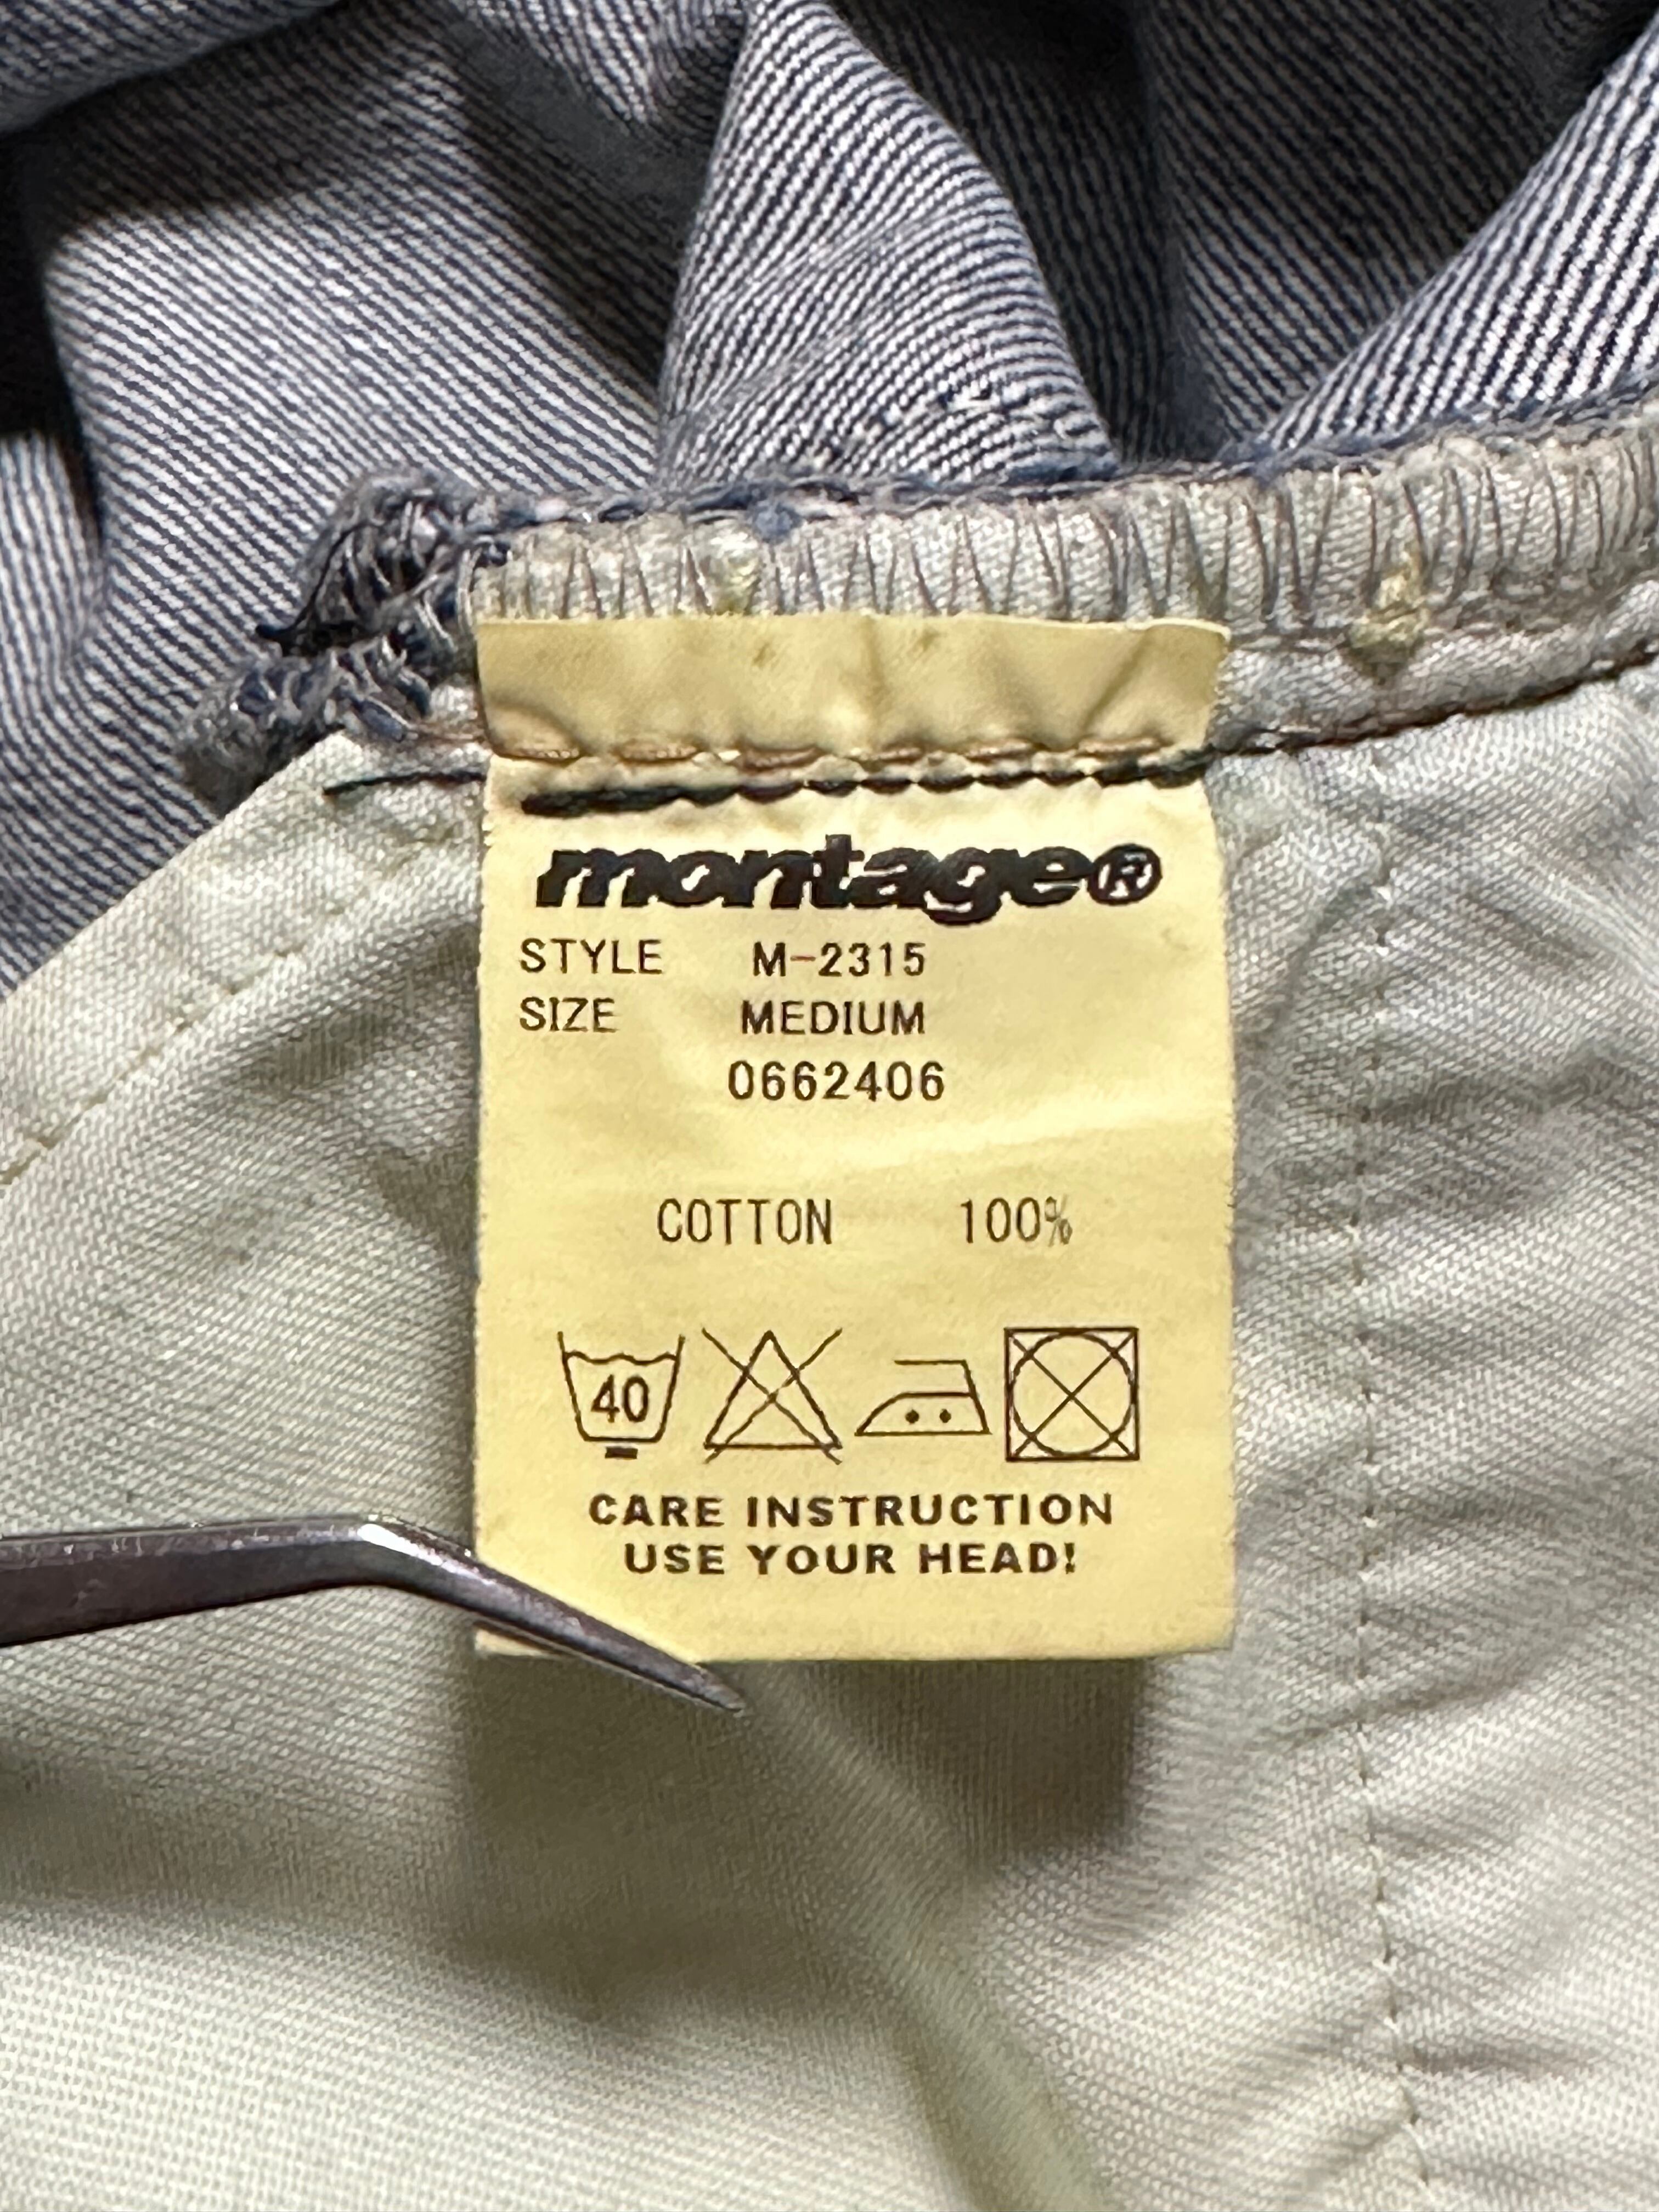 montage®
STYLE M-2315
SIZE MEDIUM
0662406
COTTON 100%
40
CARE INSTRUCTION
USE YOUR HEAD!